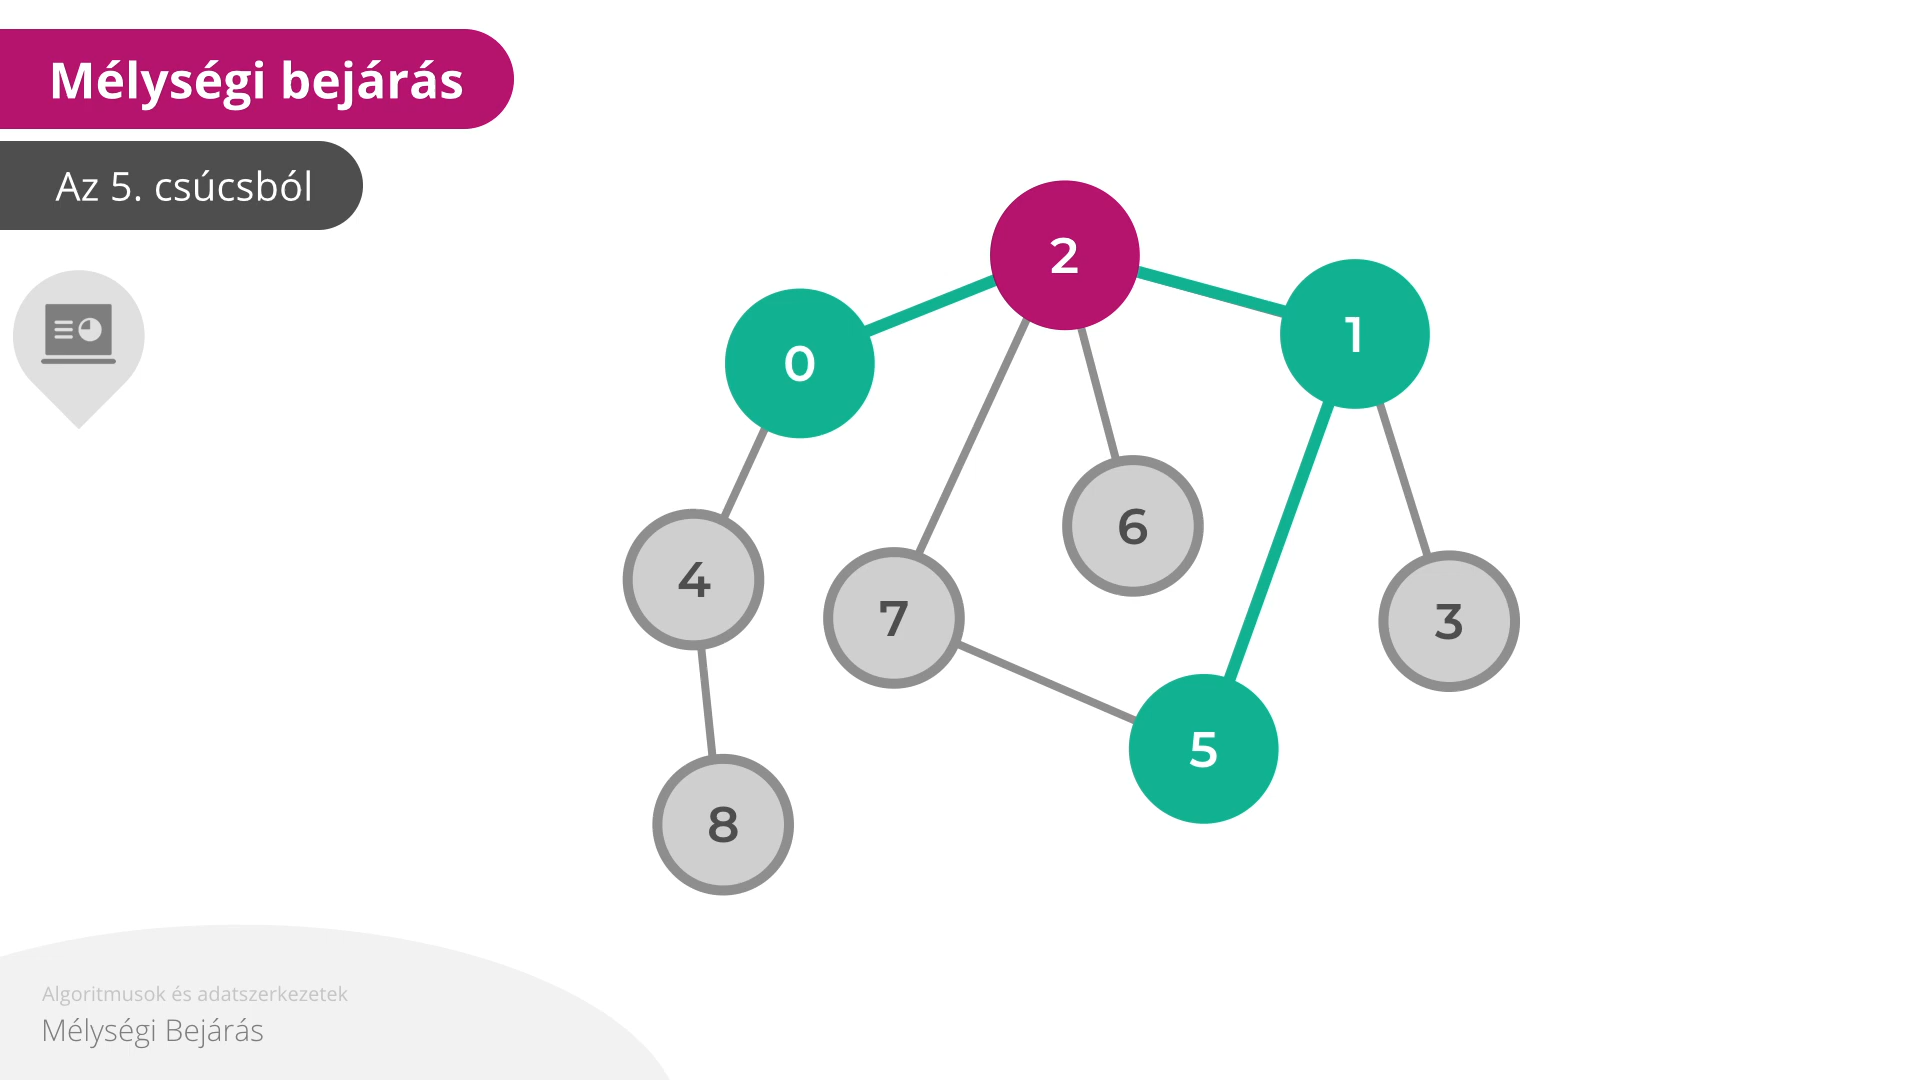 Mélységi bejárás
Az 5. csúcsból
2
1
0
6
4
7
3
5
8
Algoritmusok és adatszerkezetek
Mélységi Bejárás